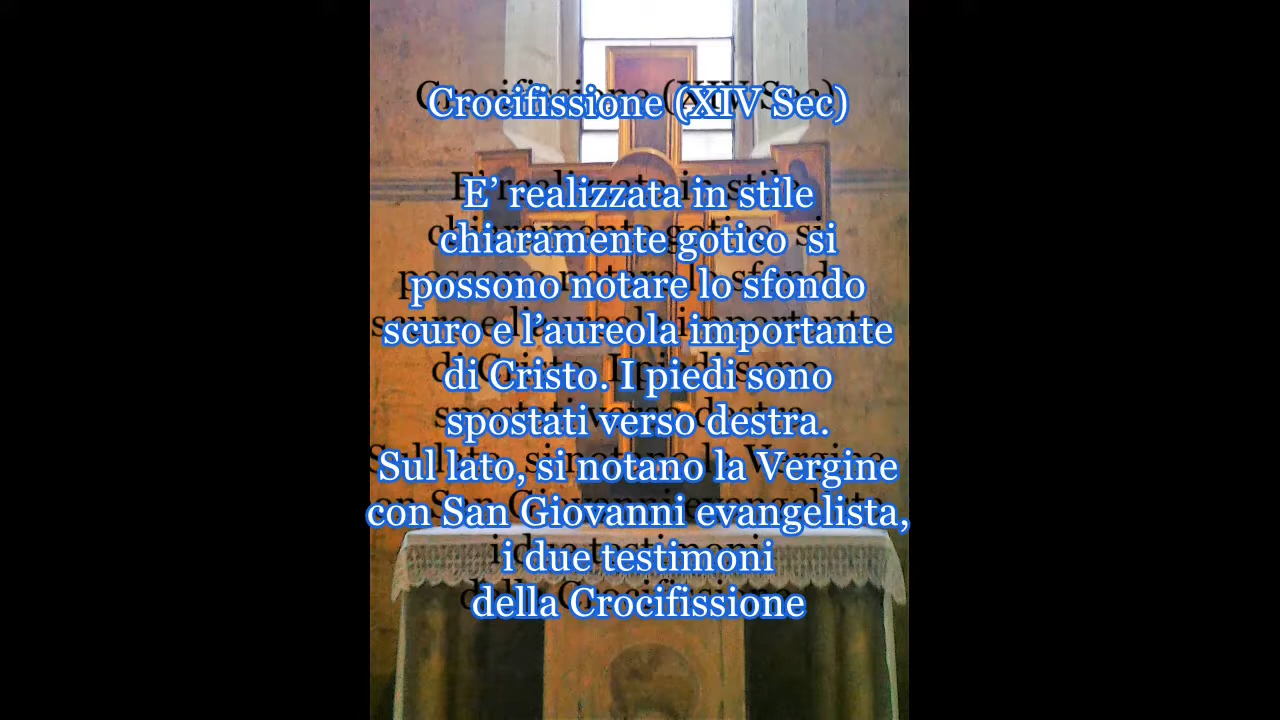 Crocifissione (XIV Sec)
E’ realizzata in stile
chiaramente gotico  si
possono notare lo sfondo
scuro e l’aureola importante
di Cristo. I piedi sono
spostati verso destra.
Sul lato, si notano la Vergine
con San Giovanni evangelista,
i due testimoni
della Crocifissione